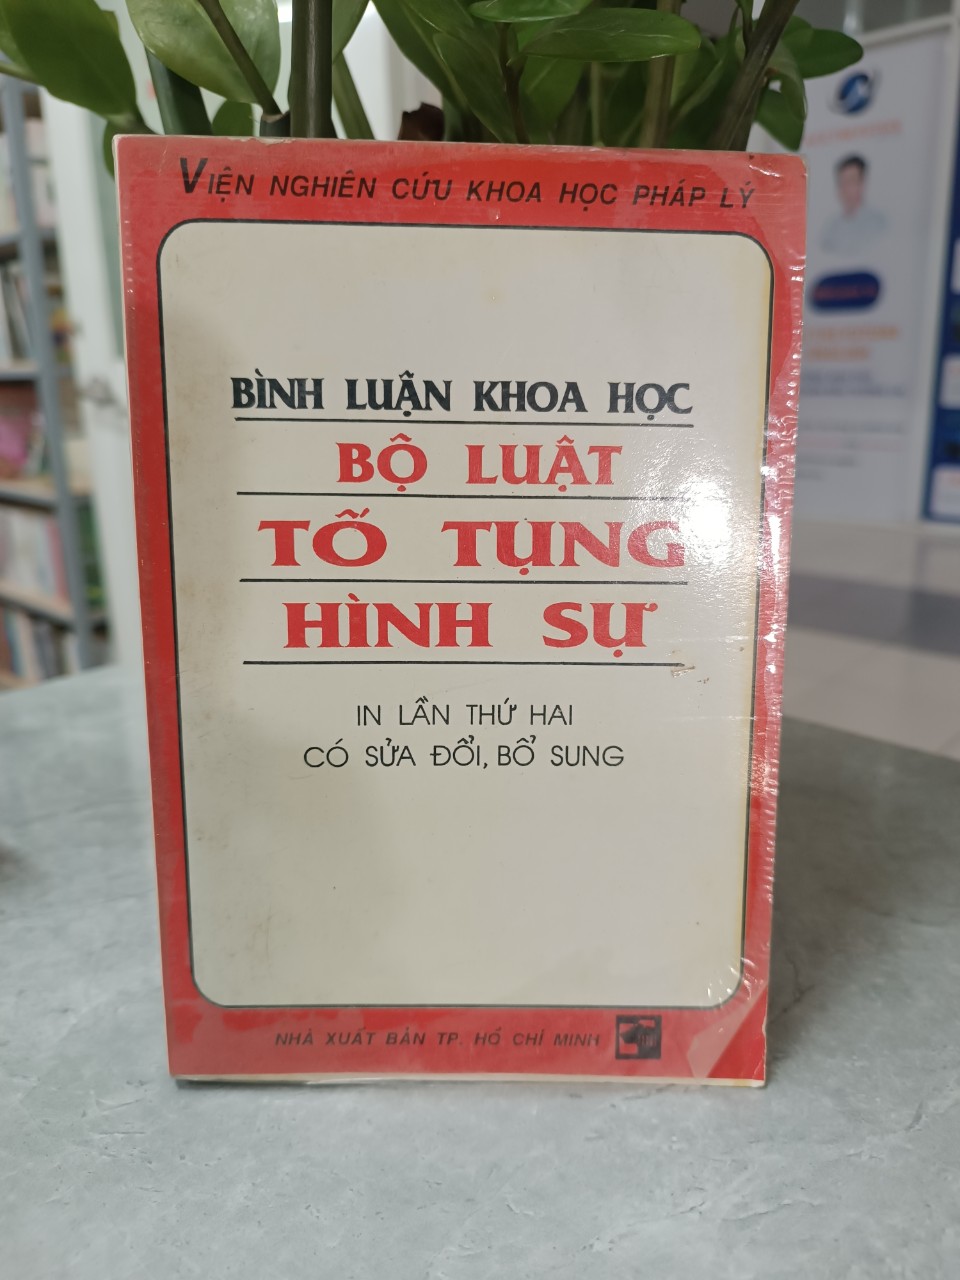 VIỆN NGHIÊN CỨU KHOA HỌC PHÁP LÝ
BÌNH LUẬN KHOA HỌC
BỘ LUẬT
TỐ TỤNG
HÌNH SỰ
IN LẦN THỨ HAI
CÓ SỬA ĐỔI, BỔ SUNG
NHÀ XUẤT BẢN TP. HỒ CHÍ MINH